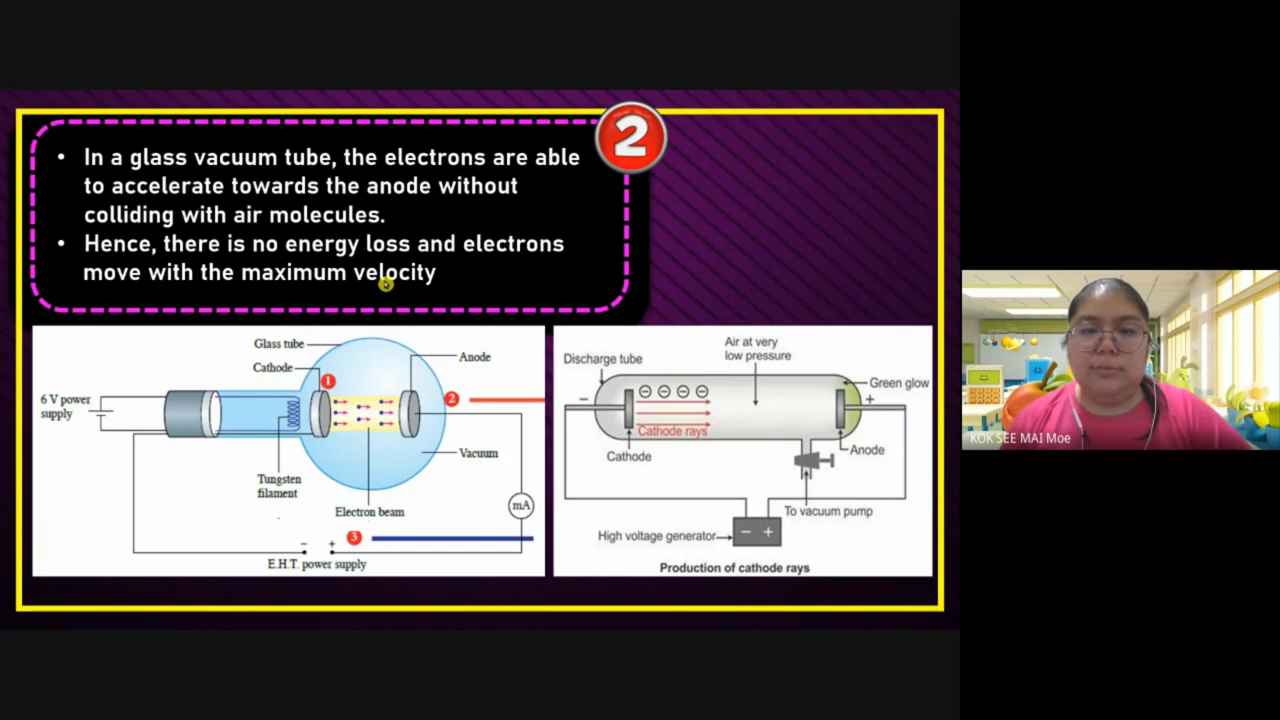 2
• In a glass vacuum tube, the electrons are able
to accelerate towards the anode without
colliding with air molecules.
• Hence, there is no energy loss and electrons
move with the maximum velocity
Glass tube
Cathode
1
Anode
6 V power
supply
2
Vacuum
Tungsten
filament
Electron beam
mA
3
− +
E.H.T. power supply
Air at very
low pressure
Discharge tube
Green glow
− +
Cathode rays
Cathode
Anode
To vacuum pump
High voltage generator
− +
Production of cathode rays
KOK SEE MAI Moe